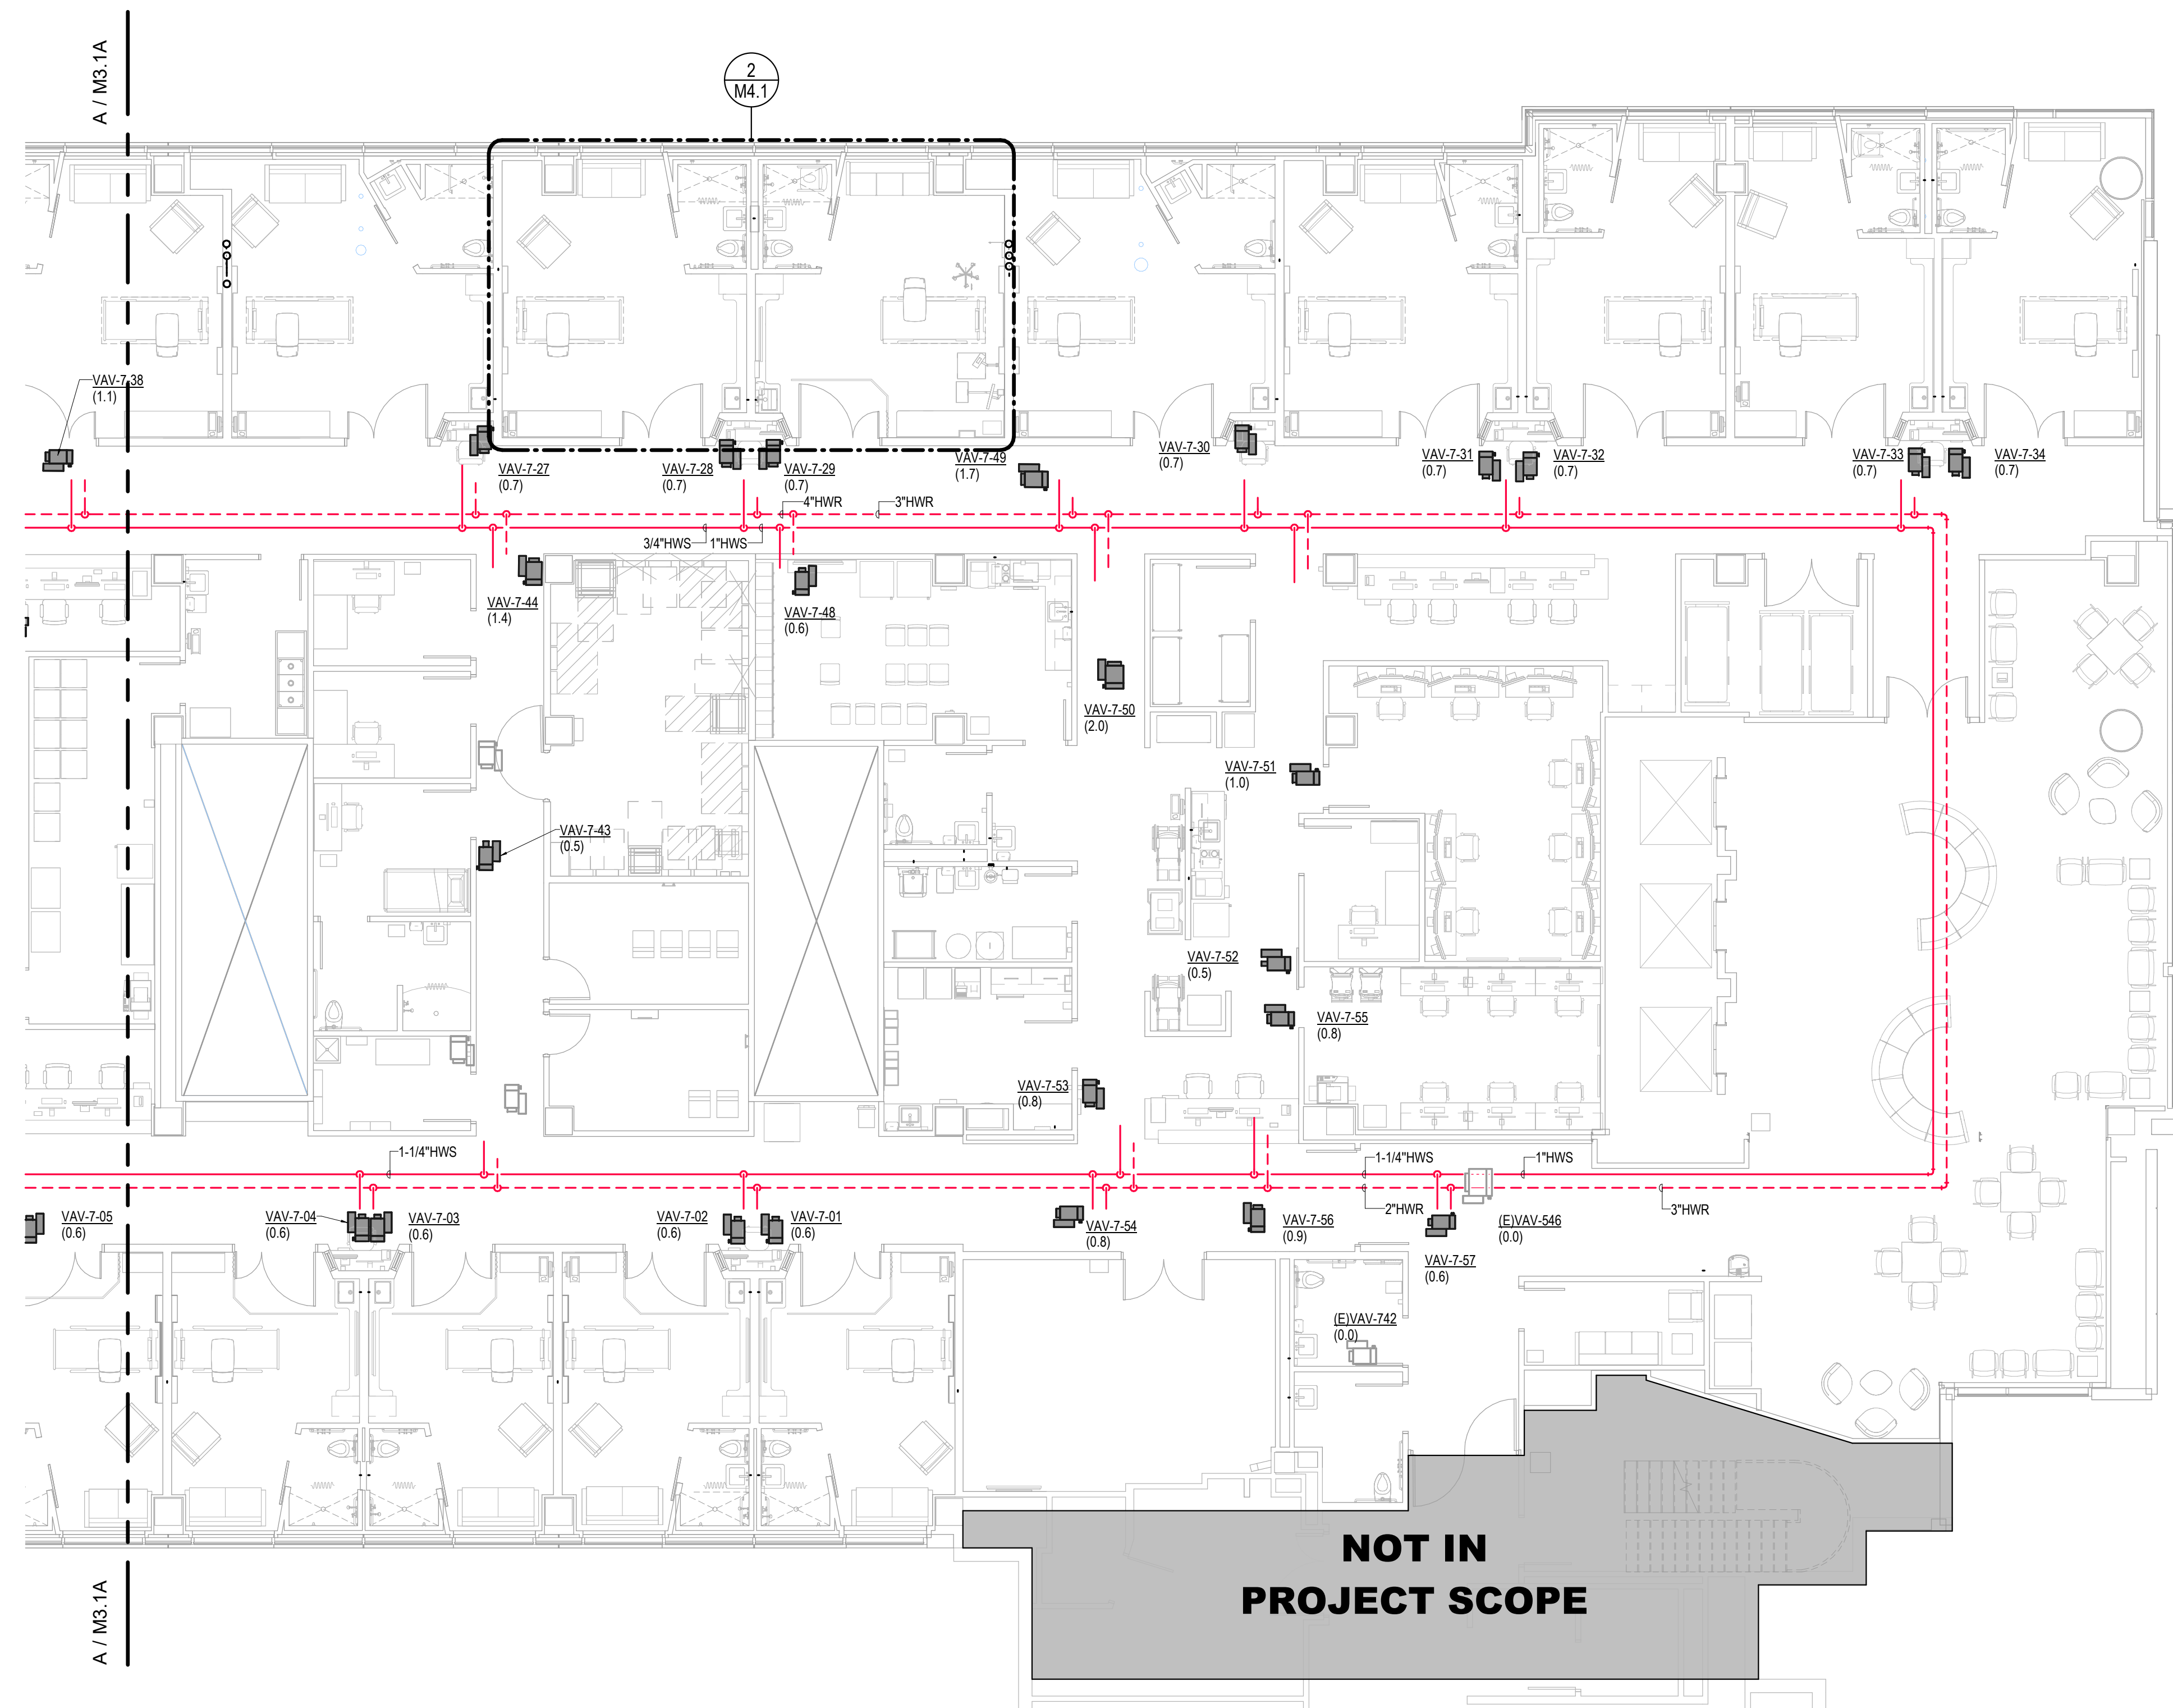 A / M3.1A
2
M4.1
VAV-7-38
(1.1)
VAV-7-27
(0.7)
VAV-7-28
(0.7)
VAV-7-29
(0.7)
VAV-7-49
(1.7)
VAV-7-30
(0.7)
VAV-7-31
(0.7)
VAV-7-32
(0.7)
VAV-7-33
(0.7)
VAV-7-34
(0.7)
4"HWR
3"HWR
3/4"HWS
1"HWS
VAV-7-44
(1.4)
VAV-7-48
(0.6)
VAV-7-50
(2.0)
VAV-7-51
(1.0)
VAV-7-43
(0.5)
VAV-7-52
(0.5)
VAV-7-55
(0.8)
VAV-7-53
(0.8)
1-1/4"HWS
1-1/4"HWS
1"HWS
2"HWR
3"HWR
VAV-7-05
(0.6)
VAV-7-04
(0.6)
VAV-7-03
(0.6)
VAV-7-02
(0.6)
VAV-7-01
(0.6)
VAV-7-54
(0.8)
VAV-7-56
(0.9)
(E)VAV-546
(0.0)
VAV-7-57
(0.6)
(E)VAV-742
(0.0)
NOT IN
PROJECT SCOPE
A / M3.1A